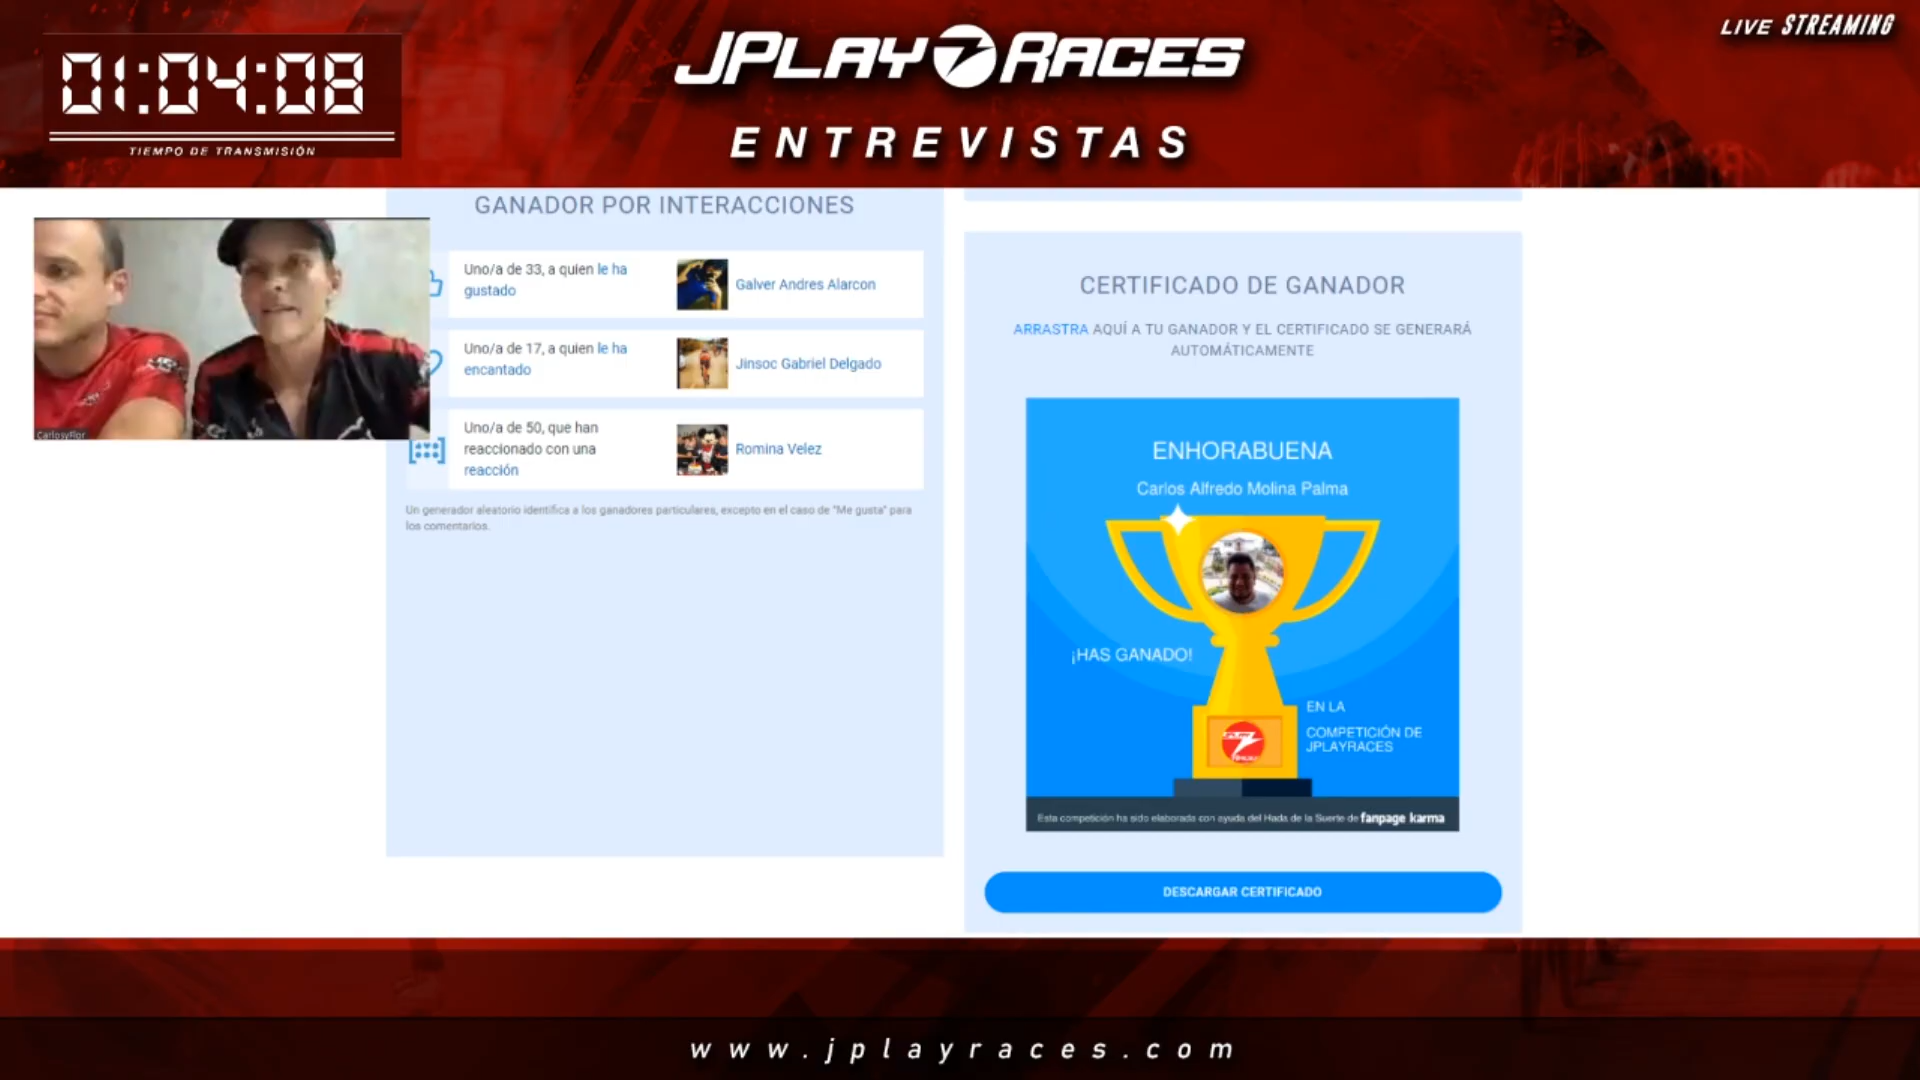 01:04:08
TIEMPO DE TRANSMISIÓN
JPLAY RACES
ENTREVISTAS
LIVE STREAMING
CarlosyFlor
GANADOR POR INTERACCIONES
Uno/a de 33, a quien le ha
gustado
Galver Andres Alarcon
Uno/a de 17, a quien le ha
encantado
Jinsoc Gabriel Delgado
Uno/a de 50, que han
reaccionado con una
reacción
Romina Velez
Un generador aleatorio identifica a los ganadores particulares, excepto en el caso de "Me gusta" para
los comentarios.
CERTIFICADO DE GANADOR
ARRASTRA AQUÍ A TU GANADOR Y EL CERTIFICADO SE GENERARÁ
AUTOMÁTICAMENTE
ENHORABUENA
Carlos Alfredo Molina Palma
¡HAS GANADO!
EN LA
COMPETICIÓN DE
JPLAYRACES
Esta competición ha sido elaborada con ayuda del Hada de la Suerte de fanpage karma
DESCARGAR CERTIFICADO
www.jplayraces.com